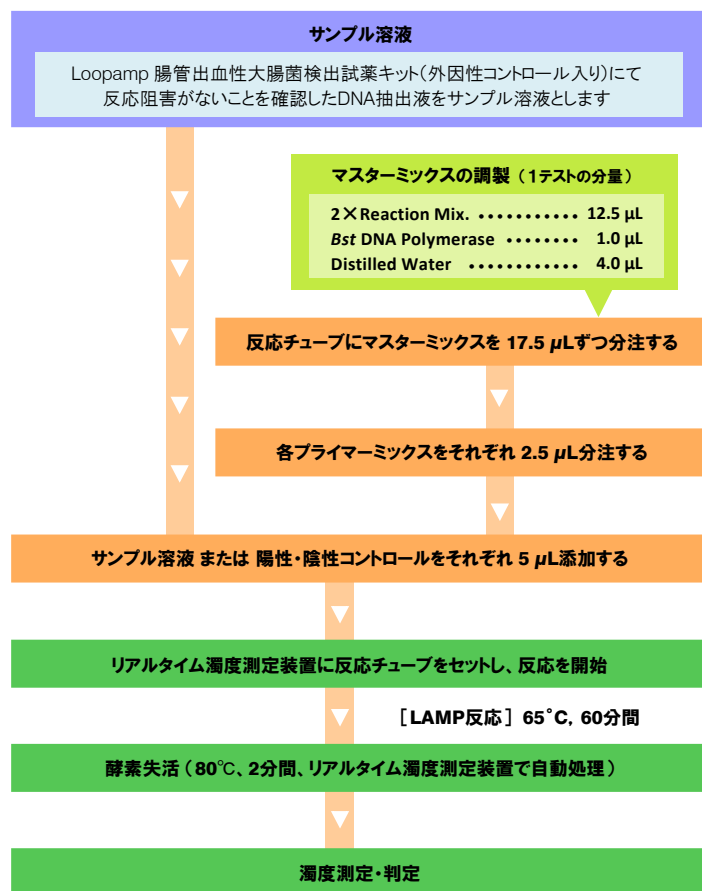 サンプル溶液
Loopamp 腸管出血性大腸菌検出試薬キット（外因性コントロール入り）にて
反応阻害がないことを確認したDNA抽出液をサンプル溶液とします
マスターミックスの調製（1テストの分量）
2×Reaction Mix. ・・・・・・・・・・・ 12.5 µL
Bst DNA Polymerase ・・・・・・・・ 1.0 µL
Distilled Water ・・・・・・・・・・・・ 4.0 µL
反応チューブにマスターミックスを 17.5 µLずつ分注する
各プライマーミックスをそれぞれ 2.5 µL分注する
サンプル溶液 または 陽性・陰性コントロールをそれぞれ 5 µL添加する
リアルタイム濁度測定装置に反応チューブをセットし、反応を開始
［LAMP反応］ 65˚C, 60分間
酵素失活（80℃、2分間、リアルタイム濁度測定装置で自動処理）
濁度測定・判定